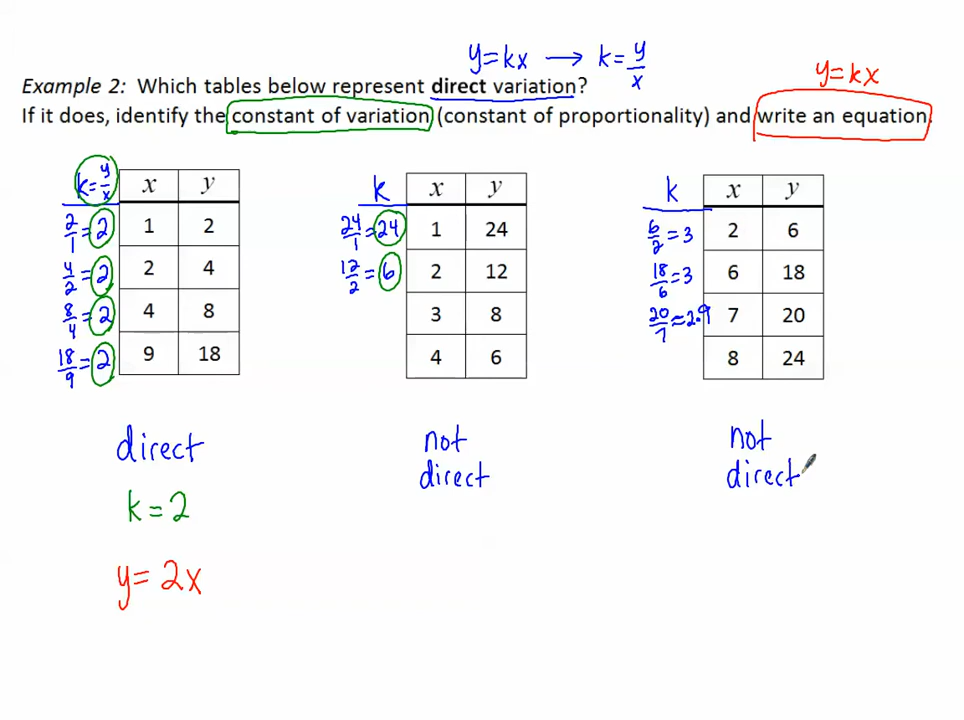 y=kx → k=y/x
y=kx
Example 2: Which tables below represent direct variation?
If it does, identify the constant of variation (constant of proportionality) and write an equation.
k=y/x x y
2/1=2 1 2
4/2=2 2 4
8/4=2 4 8
18/9=2 9 18
direct
k=2
y=2x
k x y
24/1=24 1 24
12/2=6 2 12
3 8
4 6
not
direct
k x y
6/2=3 2 6
18/6=3 6 18
20/7≈2.9 7 20
8 24
not
direct